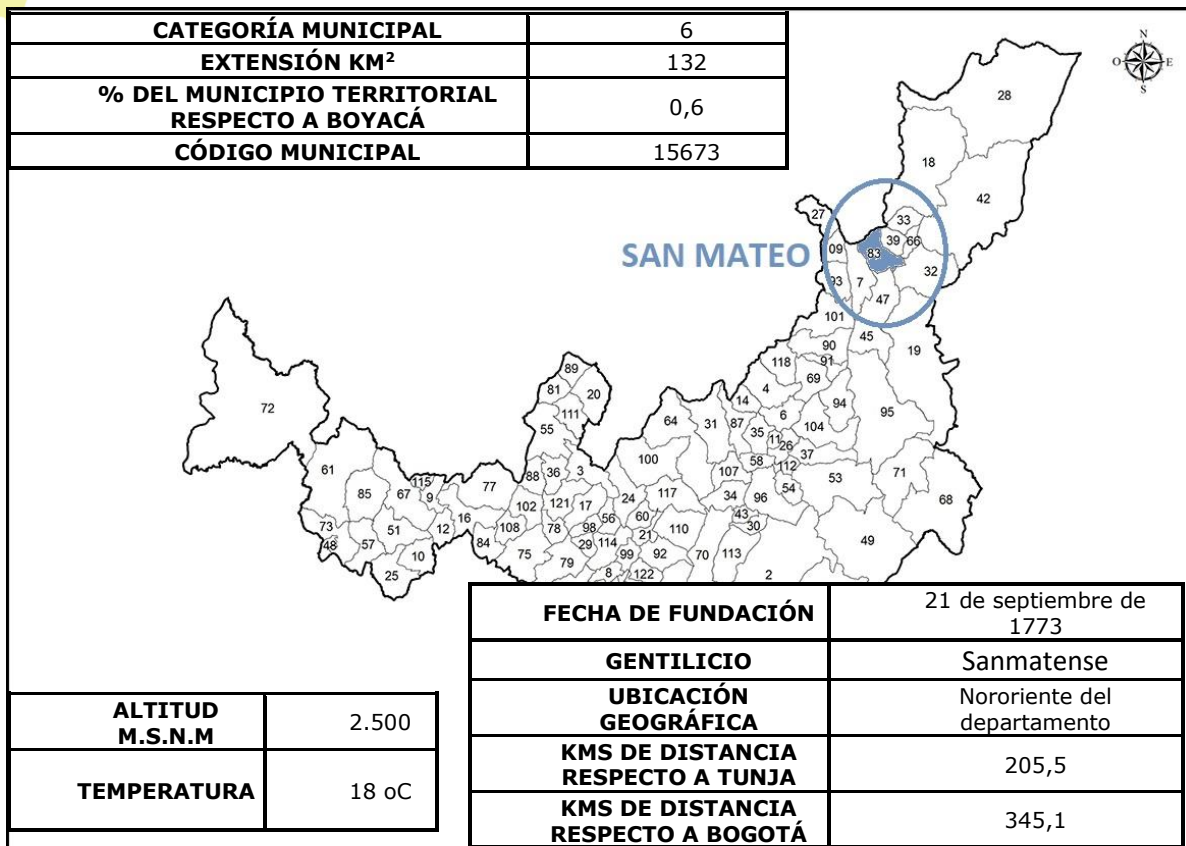 CATEGORÍA MUNICIPAL 6
EXTENSIÓN KM² 132
% DEL MUNICIPIO TERRITORIAL
RESPECTO A BOYACÁ 0,6
CÓDIGO MUNICIPAL 15673
N
O E
S
28
18
42
27
33
SAN MATEO
09 83 39 66
93 7 32
47
101
45
90 19
118 91
89 69
81 20 4 94
14
72 111 95
55 64 31 87 6
35 11 104
26
61 100 58 37
88 36 3 107 112 53 71
115 77
85 67 9 24 117 34 96 54 68
102 121 17
16 56 60 43
73 51 12 108 78 98 21 110 30
48 57 84 29 114 49
10 75 99 92 70 113
79
25 8 122 2
FECHA DE FUNDACIÓN 21 de septiembre de
1773
GENTILICIO Sanmatense
UBICACIÓN Nororiente del
GEOGRÁFICA departamento
KMS DE DISTANCIA
RESPECTO A TUNJA 205,5
KMS DE DISTANCIA
RESPECTO A BOGOTÁ 345,1
ALTITUD
M.S.N.M 2.500
TEMPERATURA 18 oC